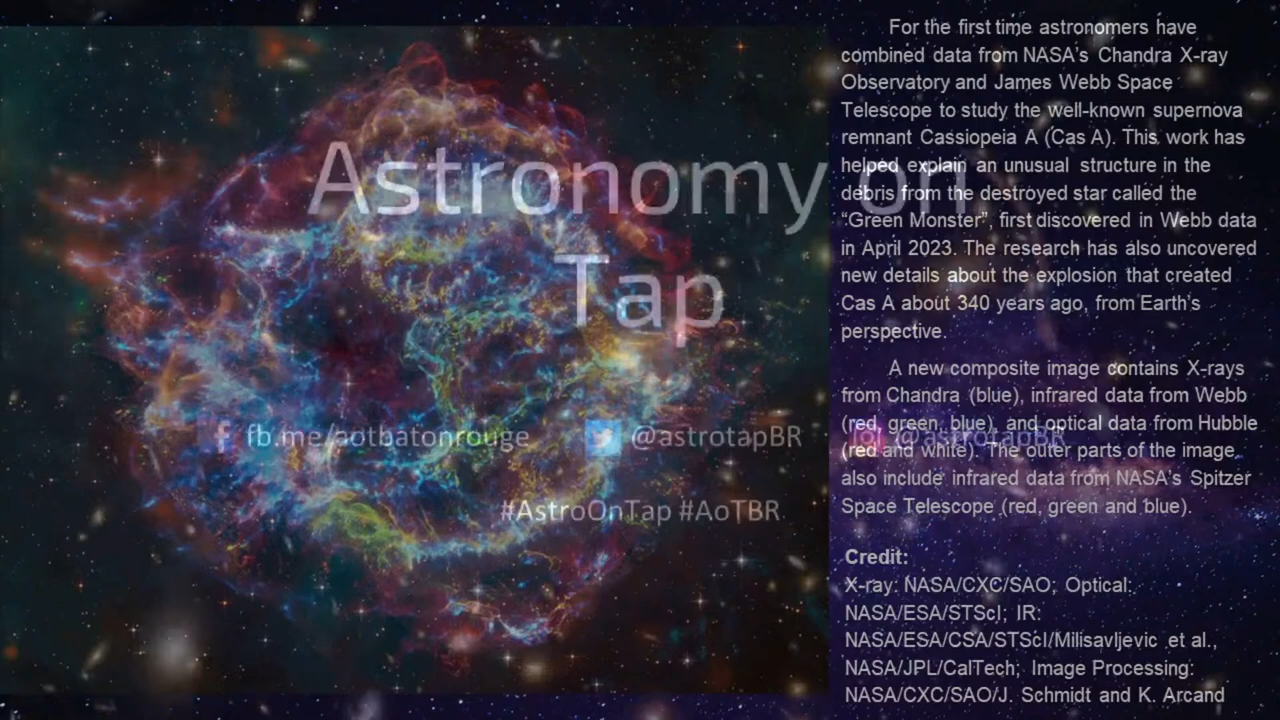 Astronomy on
Tap
fb.me/aotbatonrouge
@astrotapBR
@astrotapBR
#AstroOnTap #AoTBR
For the first time astronomers have
combined data from NASA's Chandra X-ray
Observatory and James Webb Space
Telescope to study the well-known supernova
remnant Cassiopeia A (Cas A). This work has
helped explain an unusual structure in the
debris from the destroyed star called the
“Green Monster”, first discovered in Webb data
in April 2023. The research has also uncovered
new details about the explosion that created
Cas A about 340 years ago, from Earth's
perspective.
A new composite image contains X-rays
from Chandra (blue), infrared data from Webb
(red, green, blue), and optical data from Hubble
(red and white). The outer parts of the image
also include infrared data from NASA's Spitzer
Space Telescope (red, green and blue).
Credit:
X-ray: NASA/CXC/SAO; Optical:
NASA/ESA/STScI; IR:
NASA/ESA/CSA/STScI/Milisavljevic et al.,
NASA/JPL/CalTech; Image Processing:
NASA/CXC/SAO/J. Schmidt and K. Arcand